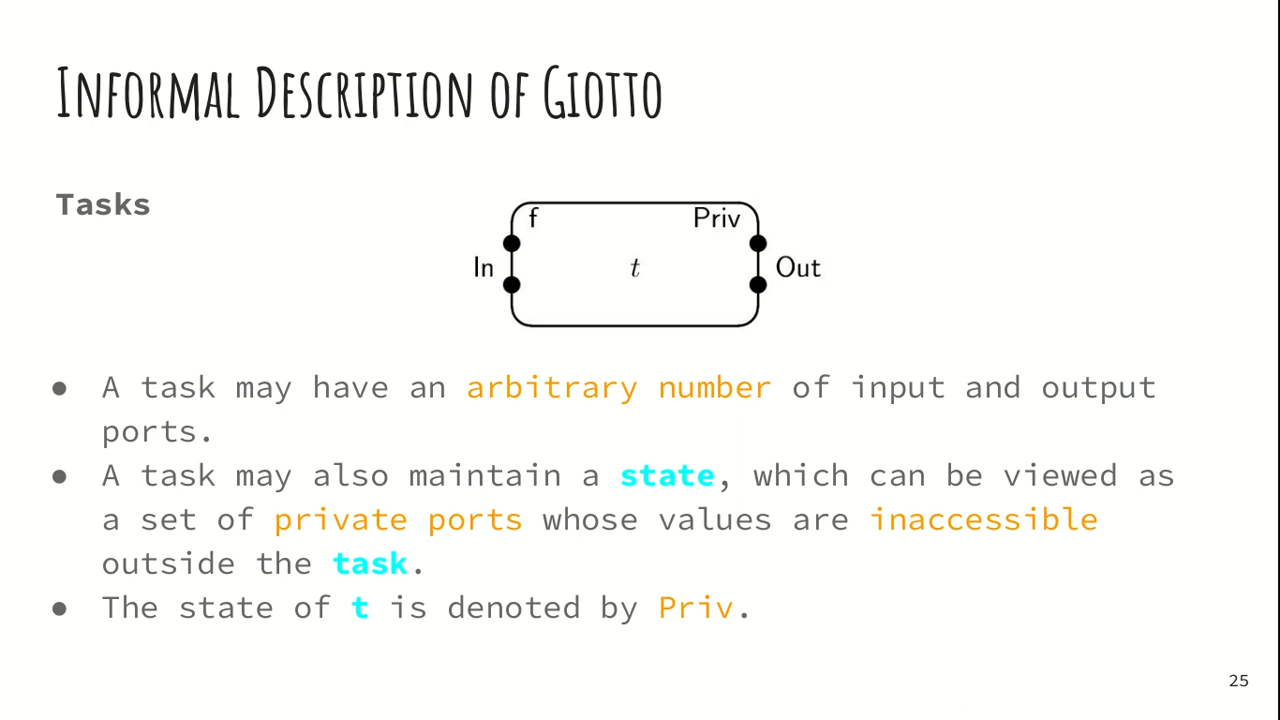 Informal Description of Giotto
Tasks
f
Priv
In
t
Out
● A task may have an arbitrary number of input and output
ports.
● A task may also maintain a state, which can be viewed as
a set of private ports whose values are inaccessible
outside the task.
● The state of t is denoted by Priv.
25